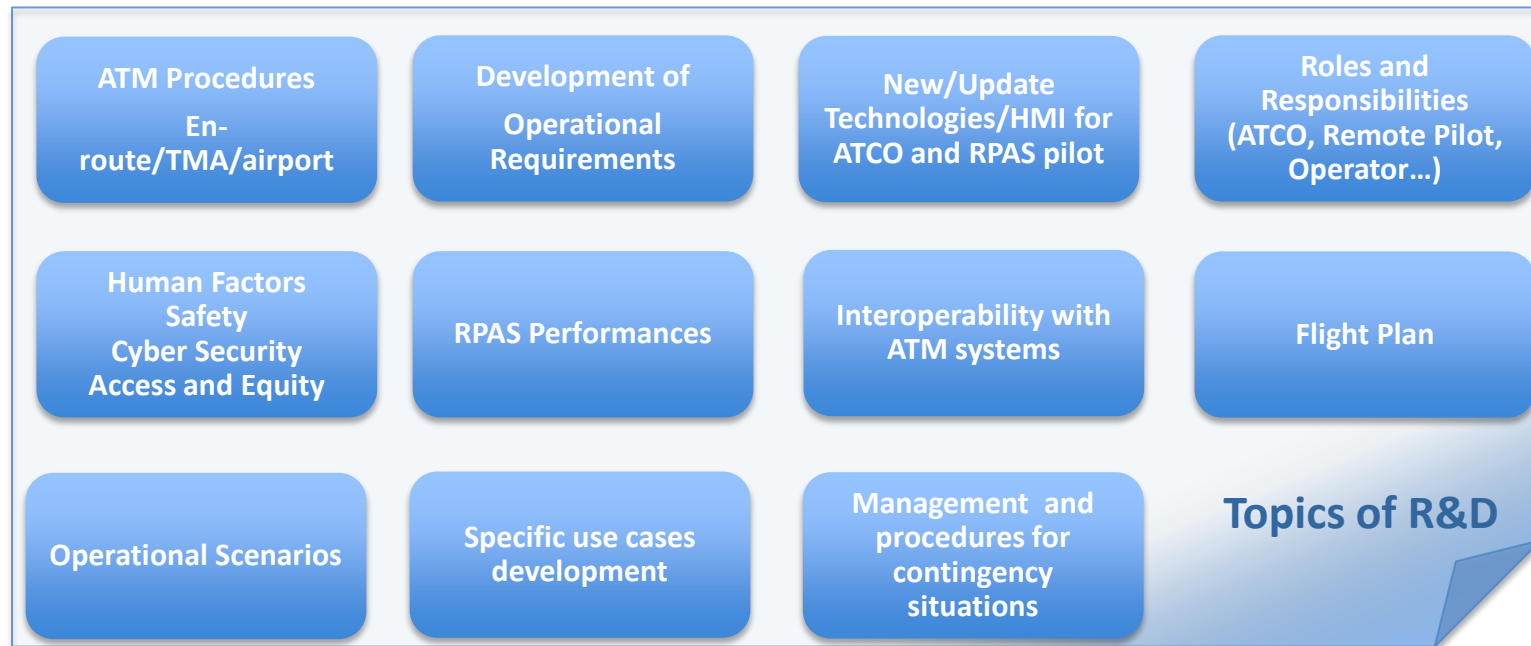 ATM Procedures
En-
route/TMA/airport
Development of
Operational
Requirements
New/Update
Technologies/HMI for
ATCO and RPAS pilot
Roles and
Responsibilities
(ATCO, Remote Pilot,
Operator…)
Human Factors
Safety
Cyber Security
Access and Equity
RPAS Performances
Interoperability with
ATM systems
Flight Plan
Operational Scenarios
Specific use cases
development
Management and
procedures for
contingency
situations
Topics of R&D